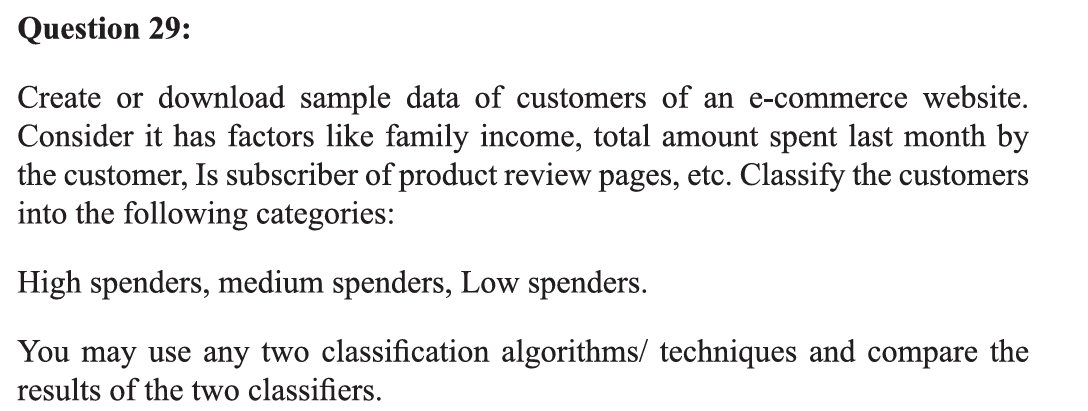 Question 29:
Create or download sample data of customers of an e-commerce website.
Consider it has factors like family income, total amount spent last month by
the customer, Is subscriber of product review pages, etc. Classify the customers
into the following categories:
High spenders, medium spenders, Low spenders.
You may use any two classification algorithms/ techniques and compare the
results of the two classifiers.